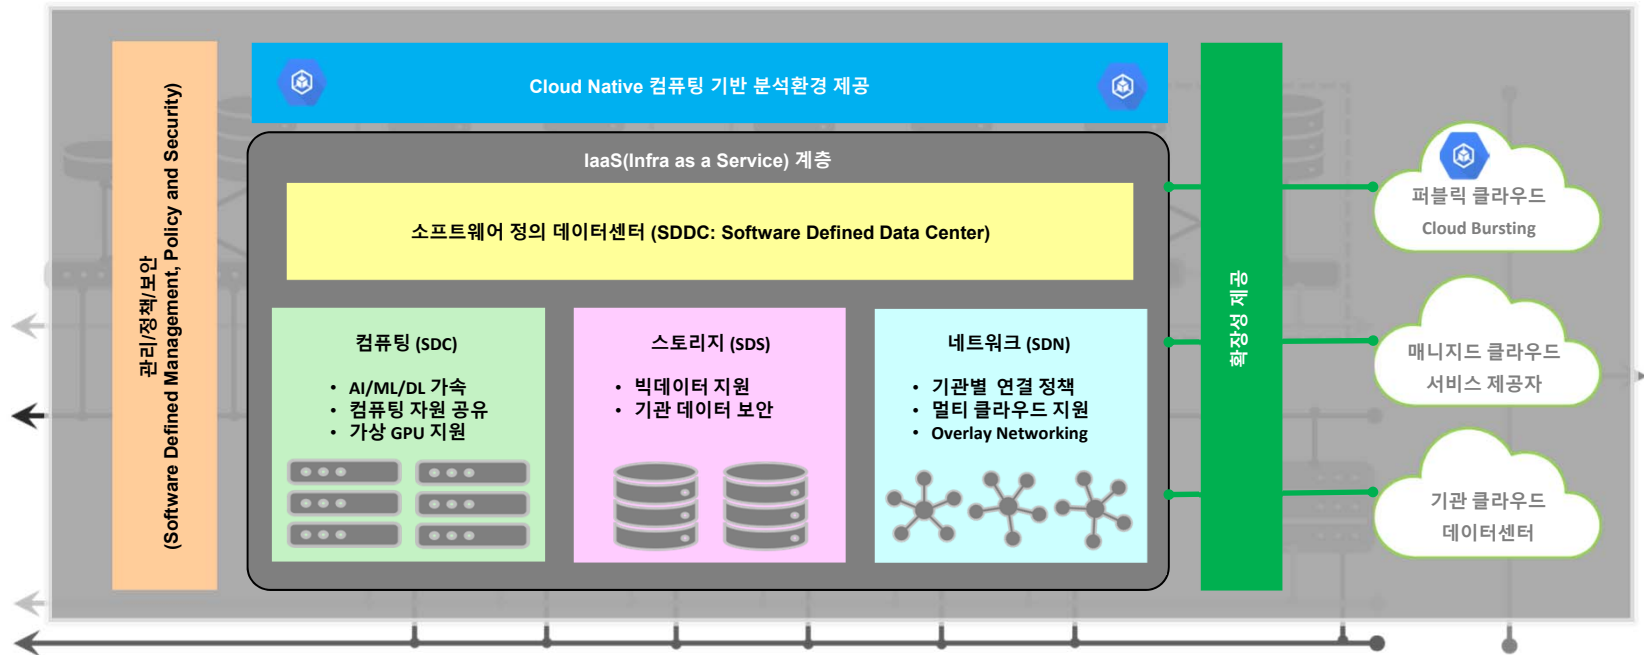 관리/정책/보안
(Software Defined Management, Policy and Security)
Cloud Native 컴퓨팅 기반 분석환경 제공
IaaS(Infra as a Service) 계층
소프트웨어 정의 데이터센터 (SDDC: Software Defined Data Center)
컴퓨팅 (SDC)
• AI/ML/DL 가속
• 컴퓨팅 자원 공유
• 가상 GPU 지원
스토리지 (SDS)
• 빅데이터 지원
• 기관 데이터 보안
네트워크 (SDN)
• 기관별 연결 정책
• 멀티 클라우드 지원
• Overlay Networking
확장성 제공
퍼블릭 클라우드
Cloud Bursting
매니지드 클라우드
서비스 제공자
기관 클라우드
데이터센터